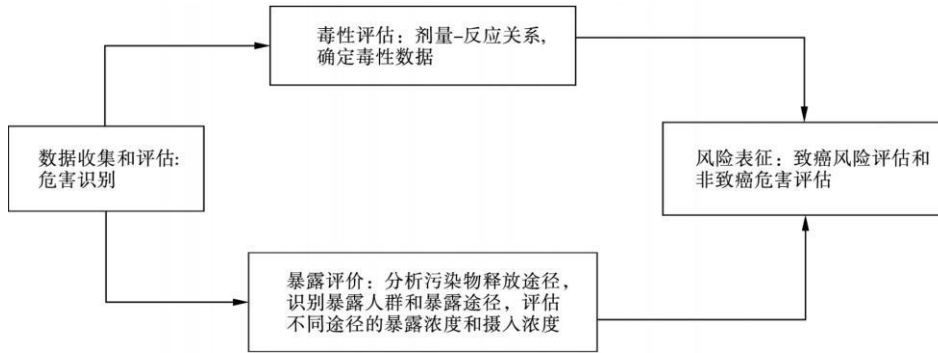 毒性评估：剂量-反应关系，
确定毒性数据
数据收集和评估：
危害识别
风险表征：致癌风险评估和
非致癌危害评估
暴露评价：分析污染物释放途径，
识别暴露人群和暴露途径，评估
不同途径的暴露浓度和摄入浓度